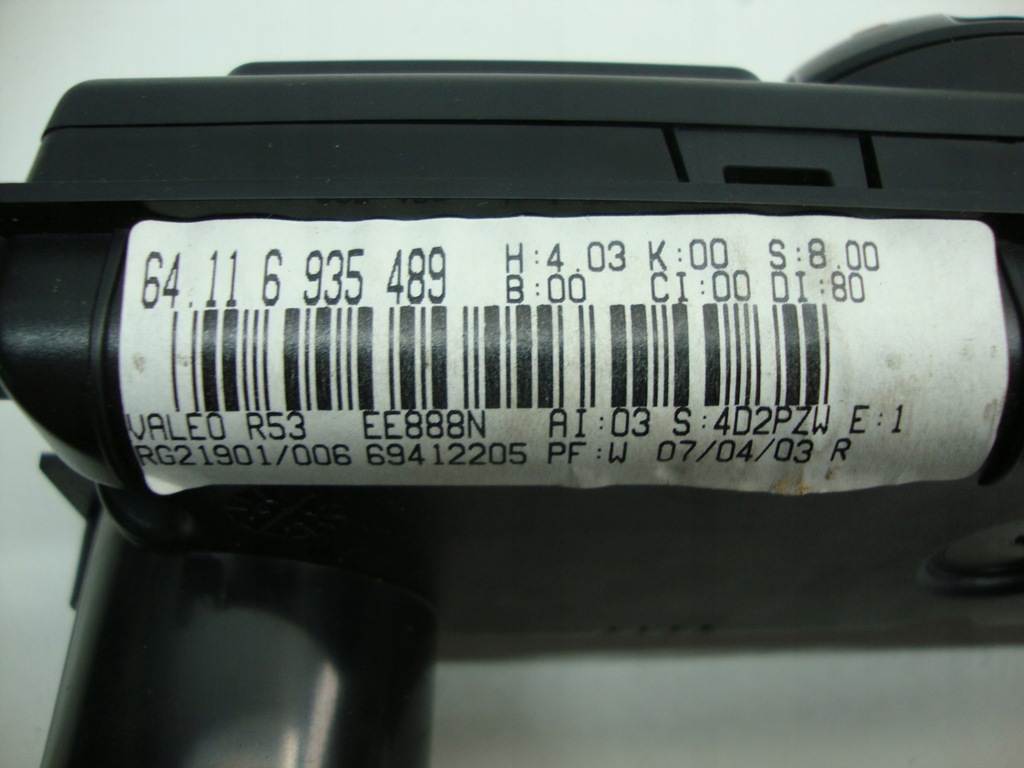 64.11 6 935 489 H:4.03 K:00 S:8.00
B:00 CI:00 DI:80
VALEO R53 EE888N AI:03 S:4D2PZW E:1
RG21901/006 69412205 PF:W 07/04/03 R